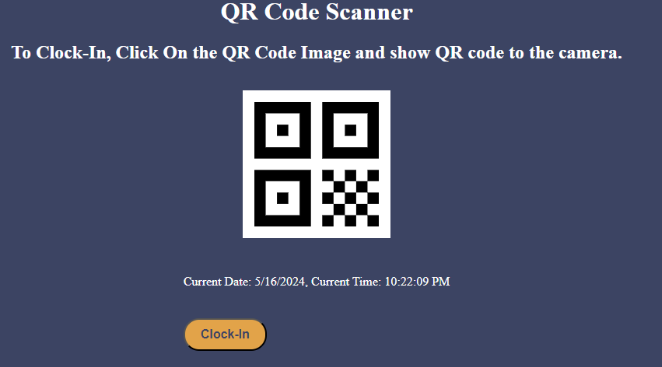 QR Code Scanner
To Clock-In, Click On the QR Code Image and show QR code to the camera.
Current Date: 5/16/2024, Current Time: 10:22:09 PM
Clock-In